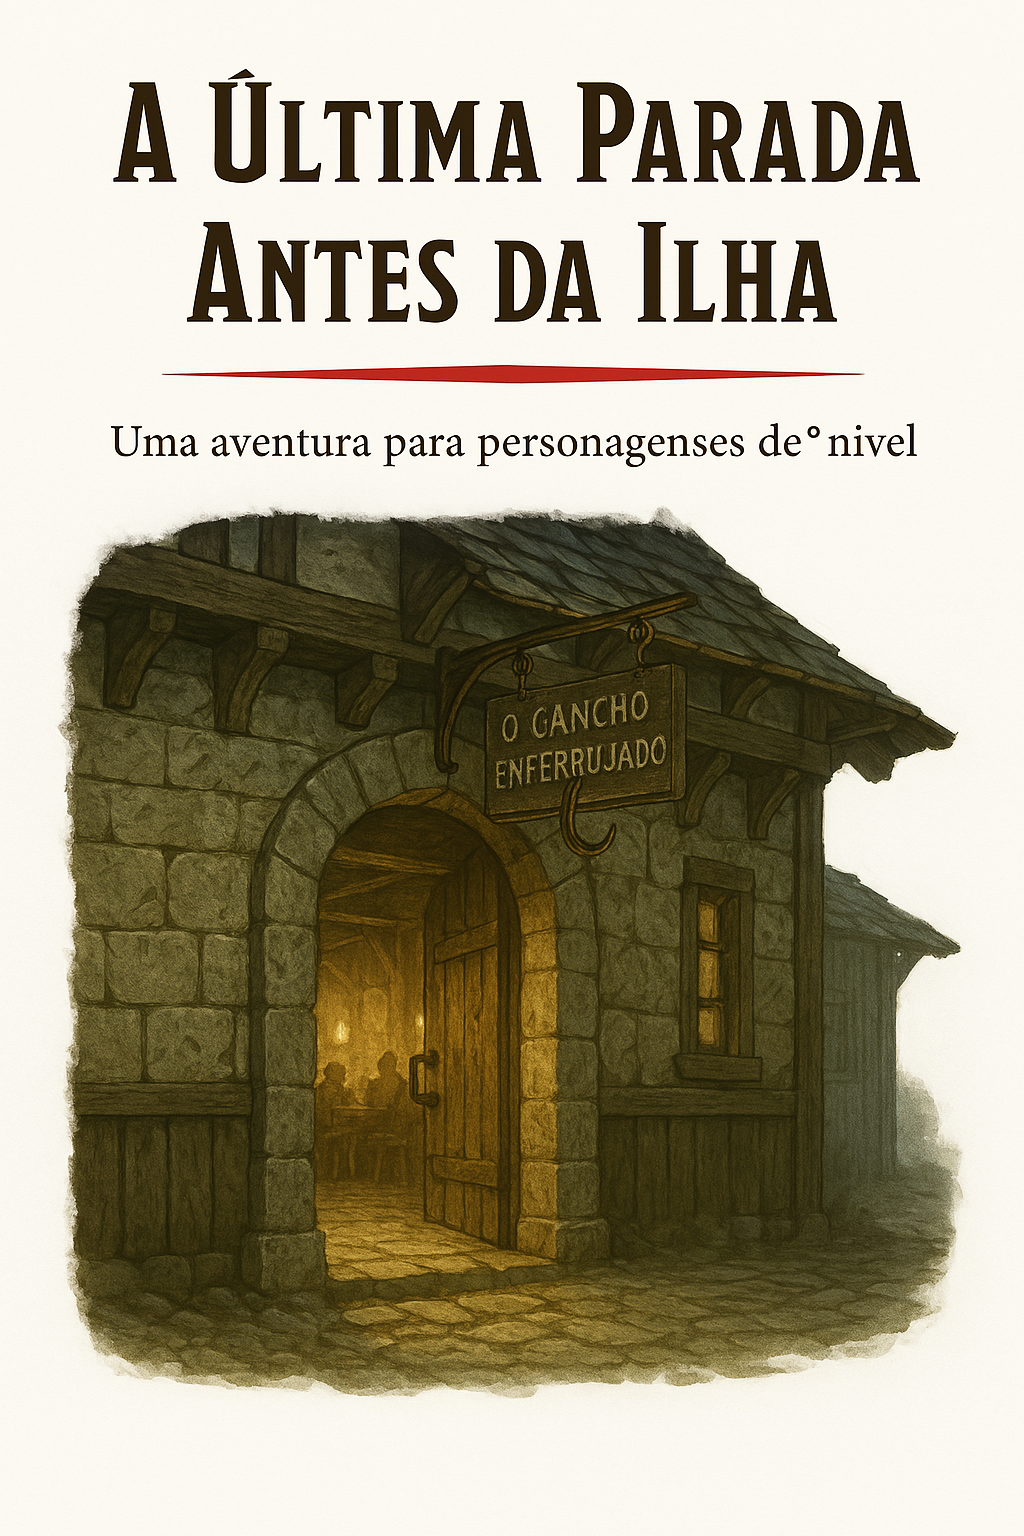 A Última Parada
Antes da Ilha
Uma aventura para personagenses de° nivel
O GANCHO
ENFERRUJADO